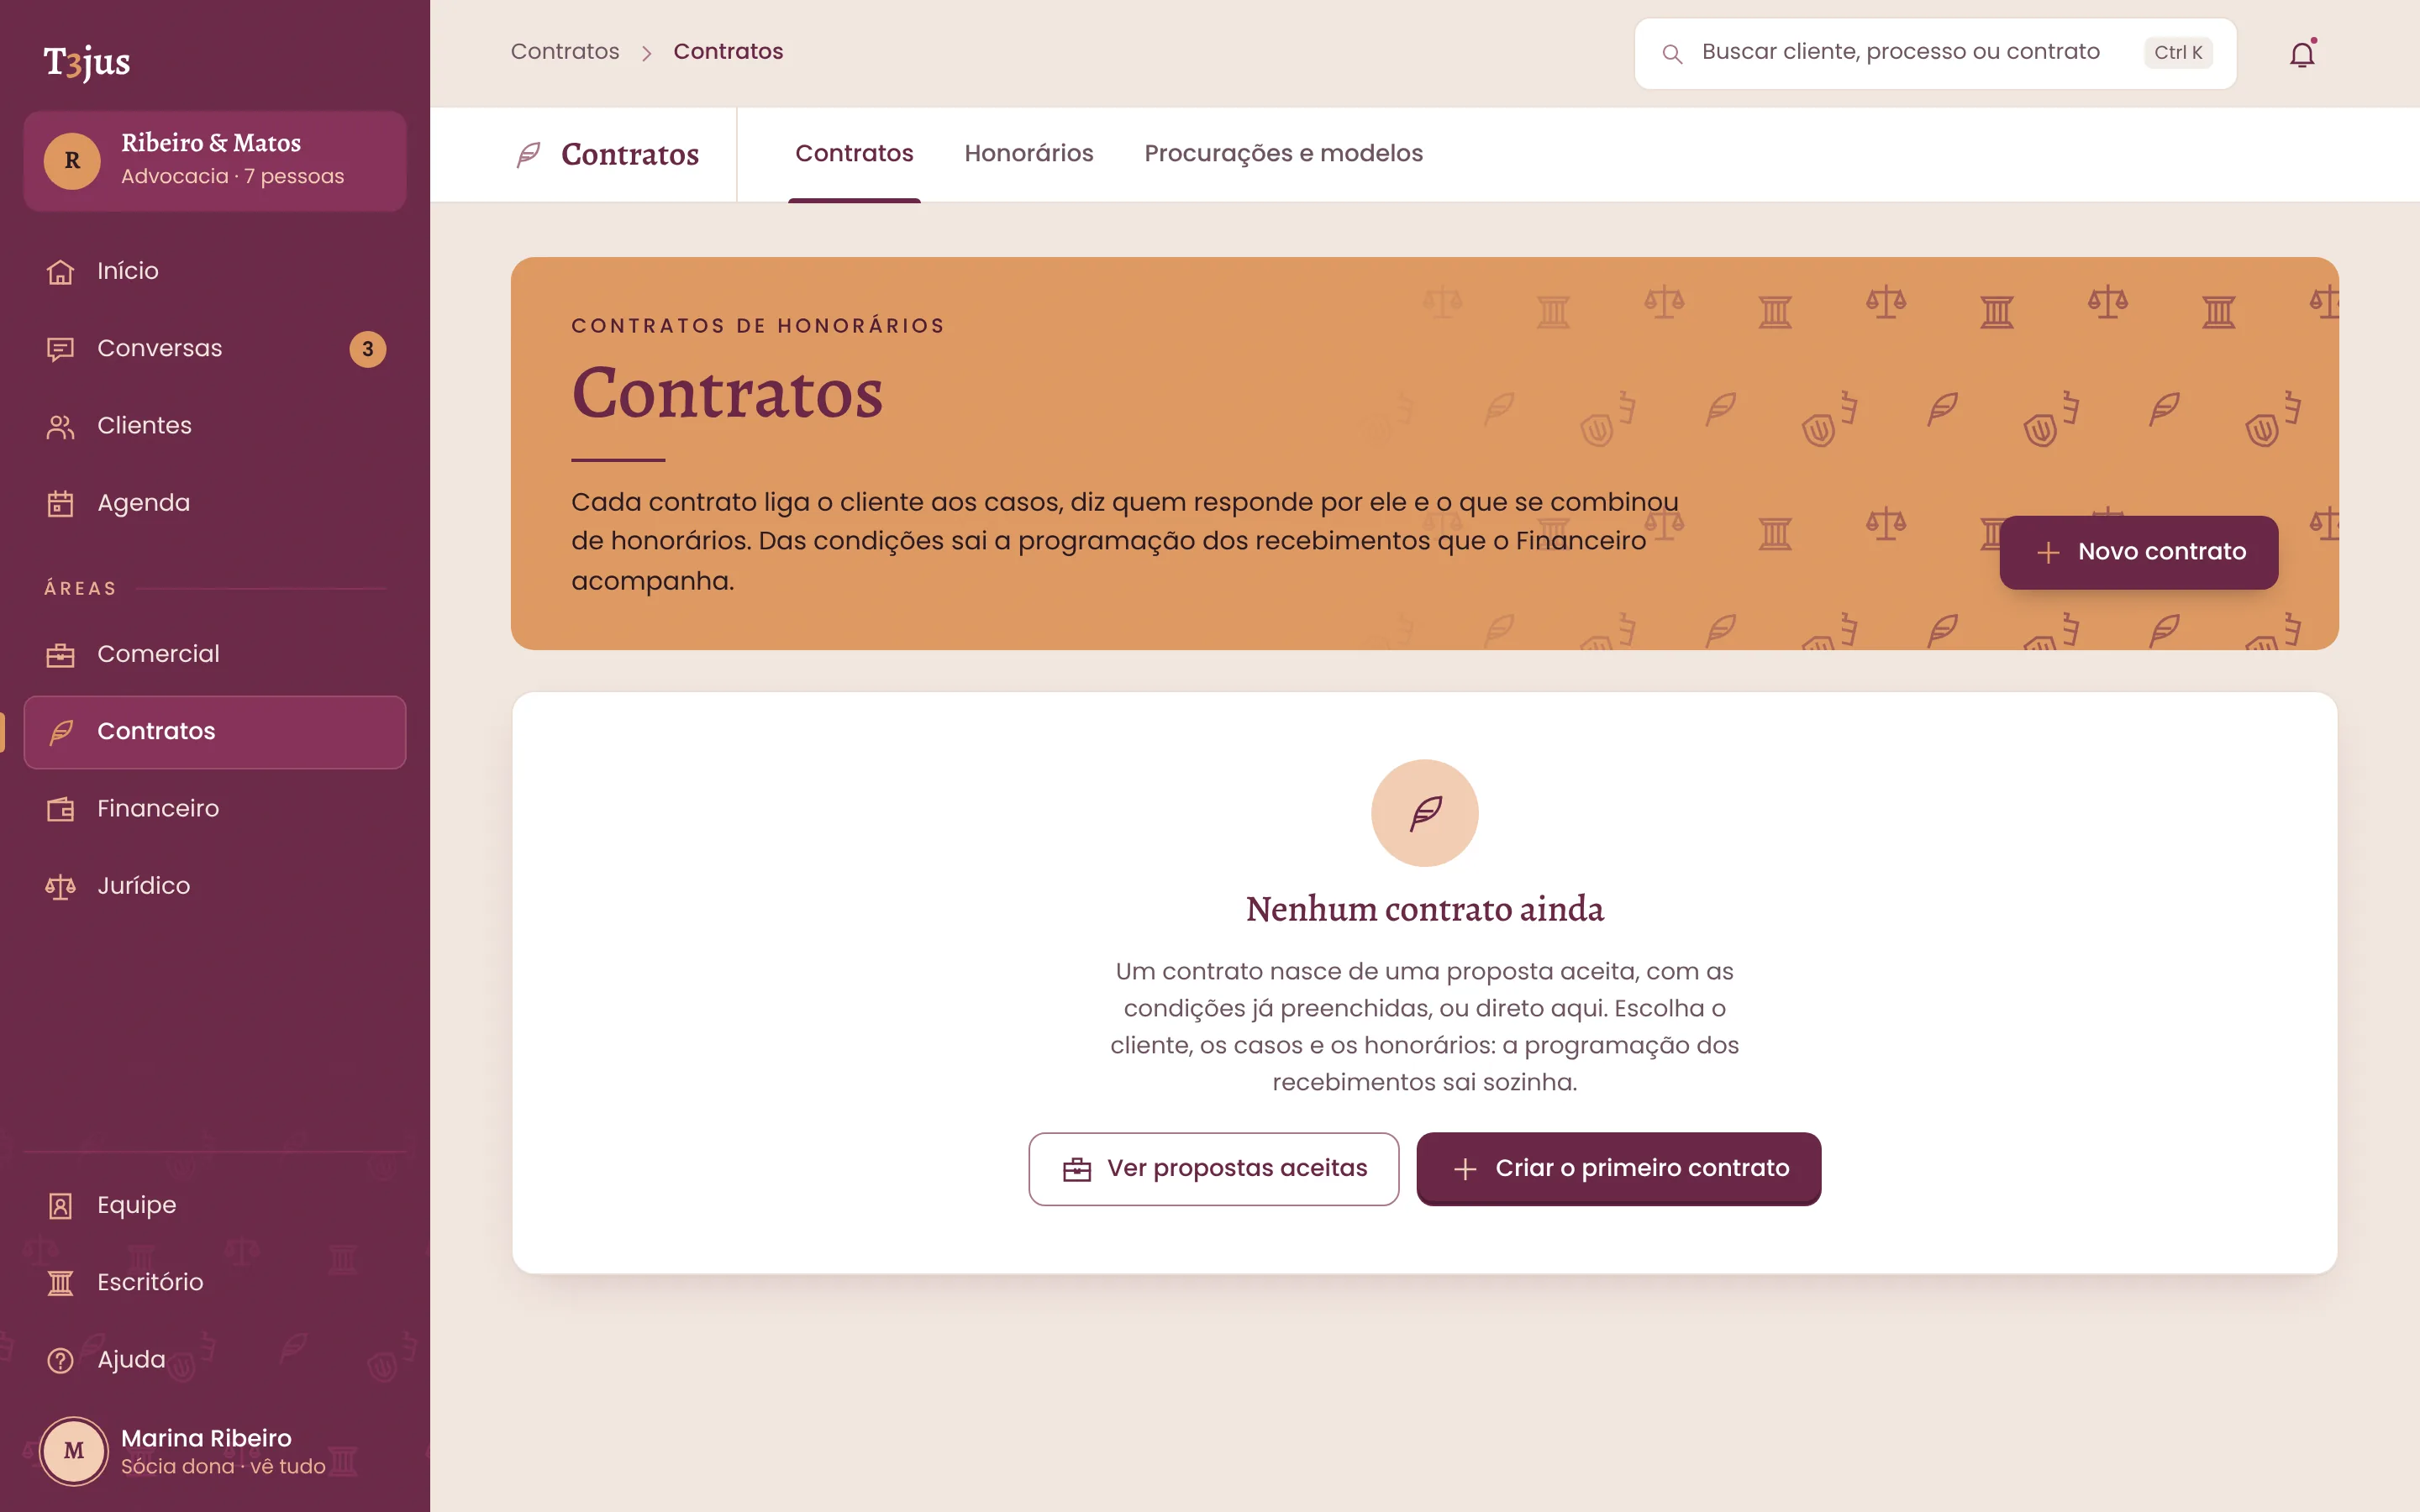 T3jus
R
Ribeiro & Matos
Advocacia · 7 pessoas
Início
Conversas
3
Clientes
Agenda
ÁREAS
Comercial
Contratos
Financeiro
Jurídico
Equipe
Escritório
Ajuda
M
Marina Ribeiro
Sócia dona · vê tudo
Contratos
Contratos
Buscar cliente, processo ou contrato
Ctrl K
Contratos
Contratos
Honorários
Procurações e modelos
CONTRATOS DE HONORÁRIOS
Contratos
Cada contrato liga o cliente aos casos, diz quem responde por ele e o que se combinou
de honorários. Das condições sai a programação dos recebimentos que o Financeiro
acompanha.
Novo contrato
Nenhum contrato ainda
Um contrato nasce de uma proposta aceita, com as
condições já preenchidas, ou direto aqui. Escolha o
cliente, os casos e os honorários: a programação dos
recebimentos sai sozinha.
Ver propostas aceitas
Criar o primeiro contrato